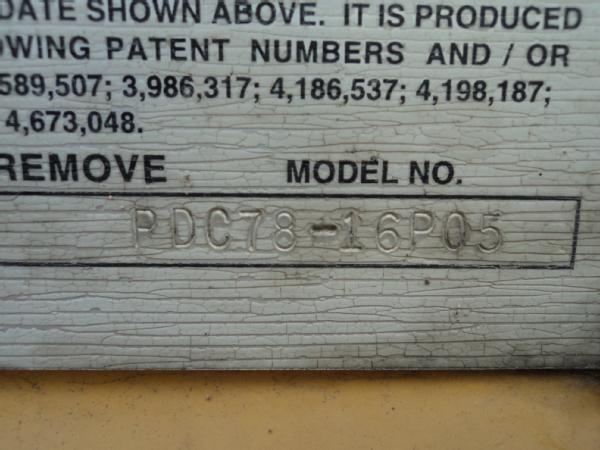 DATE SHOWN ABOVE. IT IS PRODUCED
OWING PATENT NUMBERS AND / OR
,589,507; 3,986,317; 4,186,537; 4,198,187;
4,673,048.
REMOVE MODEL NO.
PDC78-16P05